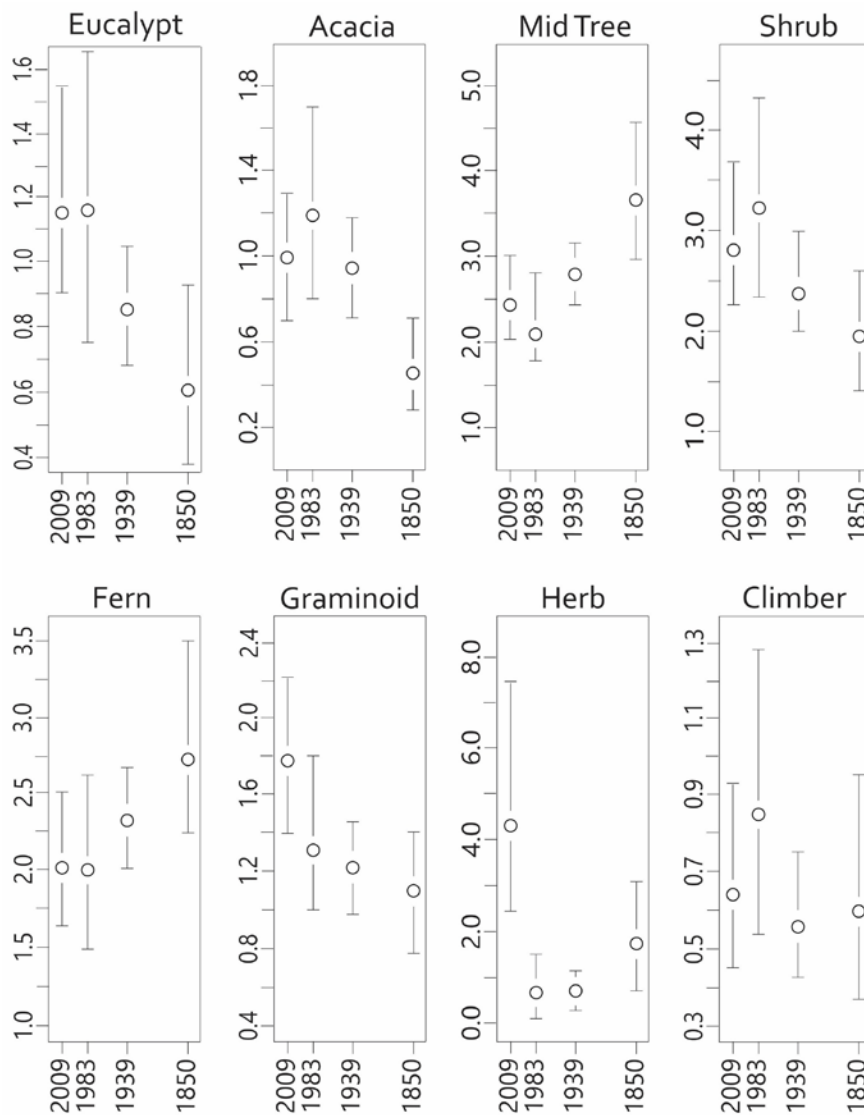 Eucalypt
0.4 0.6 0.8 1.0 1.2 1.4 1.6
2009 1983 1939 1850
Acacia
0.2 0.6 1.0 1.4 1.8
2009 1983 1939 1850
Mid Tree
1.0 2.0 3.0 4.0 5.0
2009 1983 1939 1850
Shrub
1.0 2.0 3.0 4.0
2009 1983 1939 1850
Fern
1.0 1.5 2.0 2.5 3.0 3.5
2009 1983 1939 1850
Graminoid
0.4 0.8 1.2 1.6 2.0 2.4
2009 1983 1939 1850
Herb
0.0 2.0 4.0 6.0 8.0
2009 1983 1939 1850
Climber
0.3 0.5 0.7 0.9 1.1 1.3
2009 1983 1939 1850